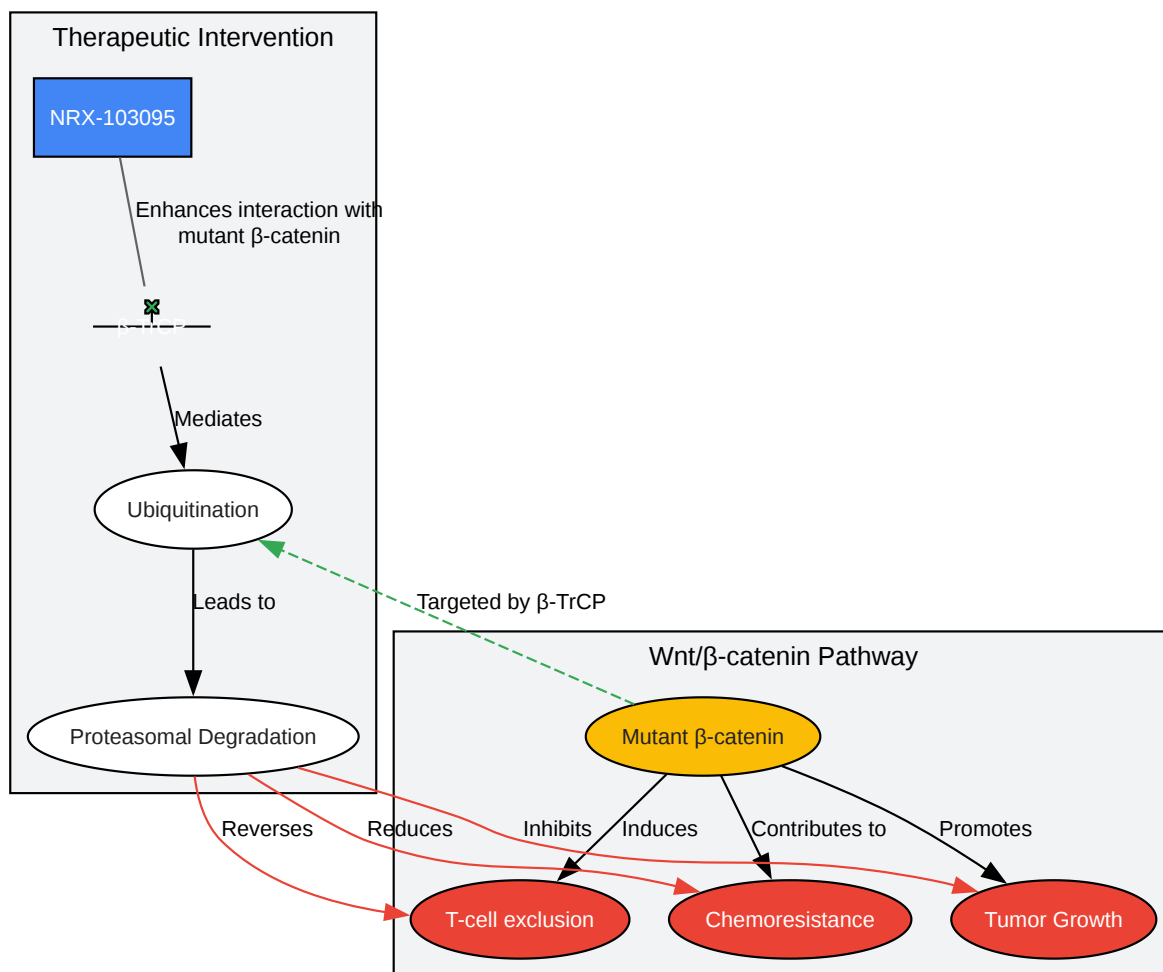 Therapeutic Intervention
NRX-103095
Enhances interaction with
mutant β-catenin
β-TrCP
Mediates
Ubiquitination
Leads to
Targeted by β-TrCP
Wnt/β-catenin Pathway
Proteasomal Degradation
Mutant β-catenin
Reverses
Reduces
Inhibits
Induces
Contributes to
Promotes
T-cell exclusion
Chemoresistance
Tumor Growth